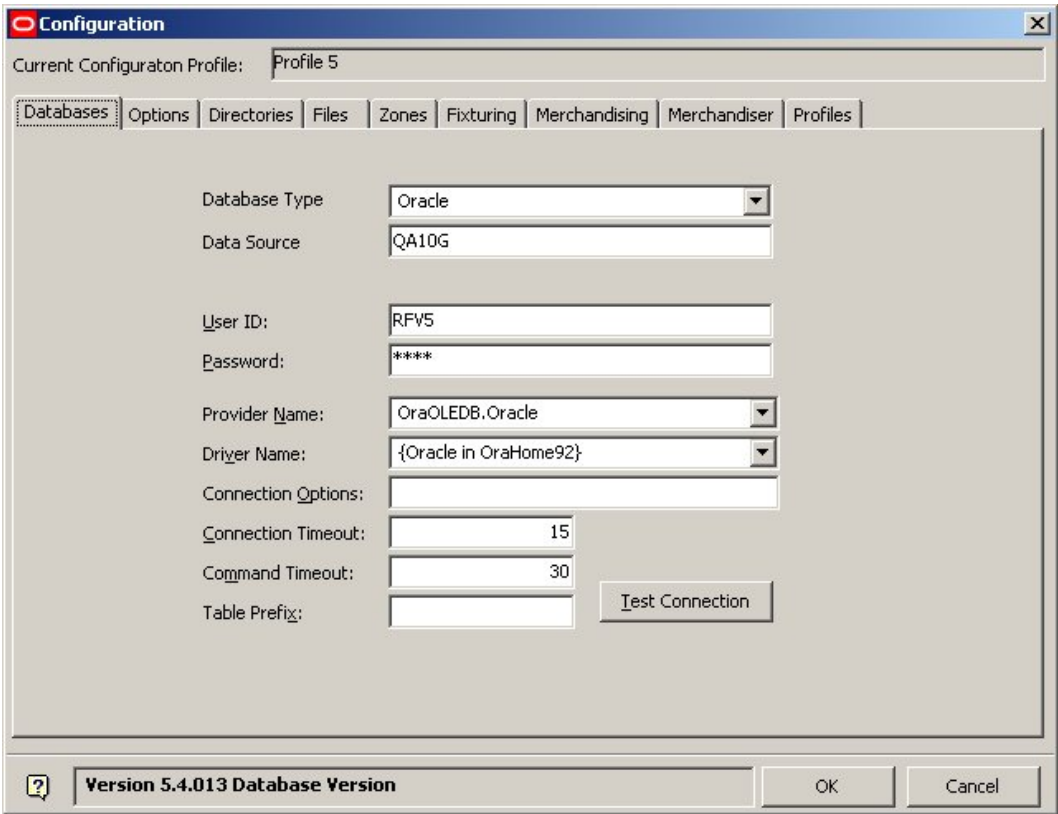 Configuration
Current Configuraton Profile: Profile 5
Databases Options Directories Files Zones Fixturing Merchandising Merchandiser Profiles
Database Type Oracle
Data Source QA10G
User ID: RFV5
Password: ****
Provider Name: OraOLEDB.Oracle
Driver Name: {Oracle in OraHome92}
Connection Options:
Connection Timeout: 15
Command Timeout: 30
Table Prefix: Test Connection
Version 5.4.013 Database Version OK Cancel